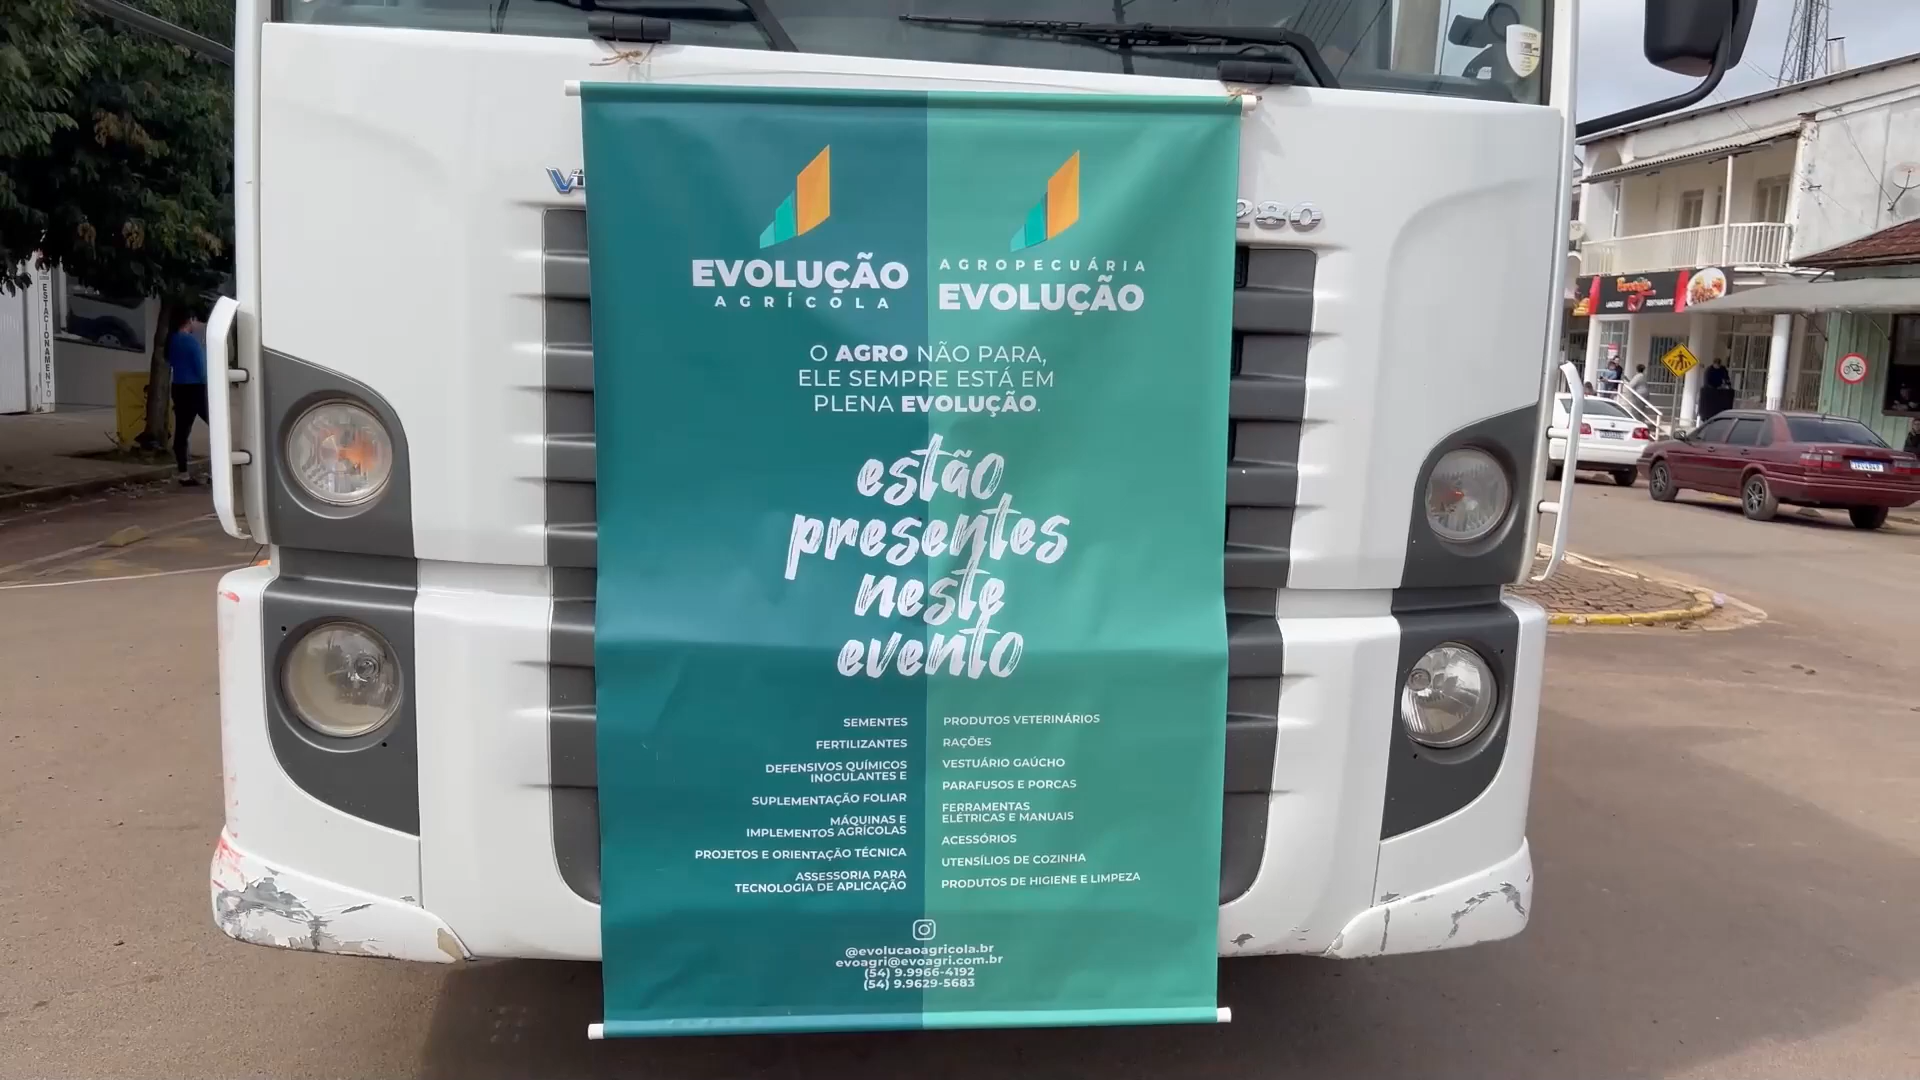 280
EVOLUÇÃO
AGRÍCOLA
AGROPECUÁRIA
EVOLUÇÃO
O AGRO NÃO PARA,
ELE SEMPRE ESTÁ EM
PLENA EVOLUÇÃO.
estão
presentes
neste
evento
SEMENTES
FERTILIZANTES
DEFENSIVOS QUÍMICOS
INOCULANTES E
SUPLEMENTAÇÃO FOLIAR
MÁQUINAS E
IMPLEMENTOS AGRÍCOLAS
PROJETOS E ORIENTAÇÃO TÉCNICA
ASSESSORIA PARA
TECNOLOGIA DE APLICAÇÃO
PRODUTOS VETERINÁRIOS
RAÇÕES
VESTUÁRIO GAÚCHO
PARAFUSOS E PORCAS
FERRAMENTAS
ELÉTRICAS E MANUAIS
ACESSÓRIOS
UTENSÍLIOS DE COZINHA
PRODUTOS DE HIGIENE E LIMPEZA
@evolucaoagricola.br
evoagri@evoagri.com.br
(54) 9.9966-4192
(54) 9.9629-5683
ESTACIONAMENTO